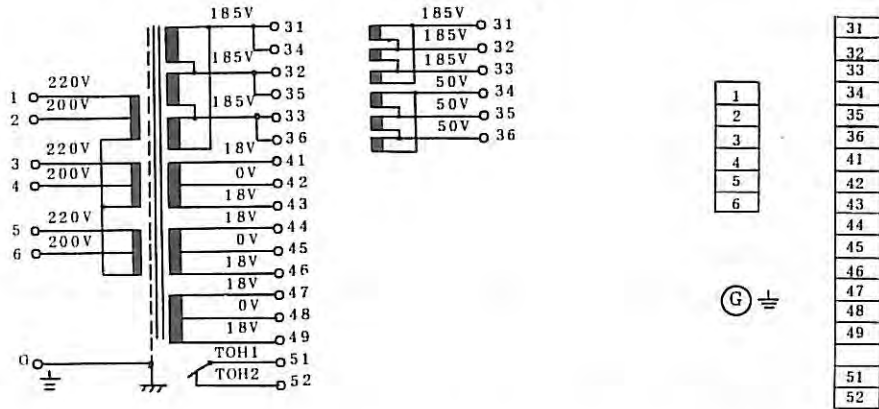 185V 31
34
185V 32
35
185V 33
36
18V 41
0V 42
18V 43
18V 44
0V 45
18V 46
18V 47
0V 48
18V 49
TOH1 51
TOH2 52
1 220V
2 200V
3 220V
4 200V
5 220V
6 200V
G
185V 31
185V 32
185V 33
50V 34
50V 35
50V 36
1
2
3
4
5
6
G
31
32
33
34
35
36
41
42
43
44
45
46
47
48
49
51
52